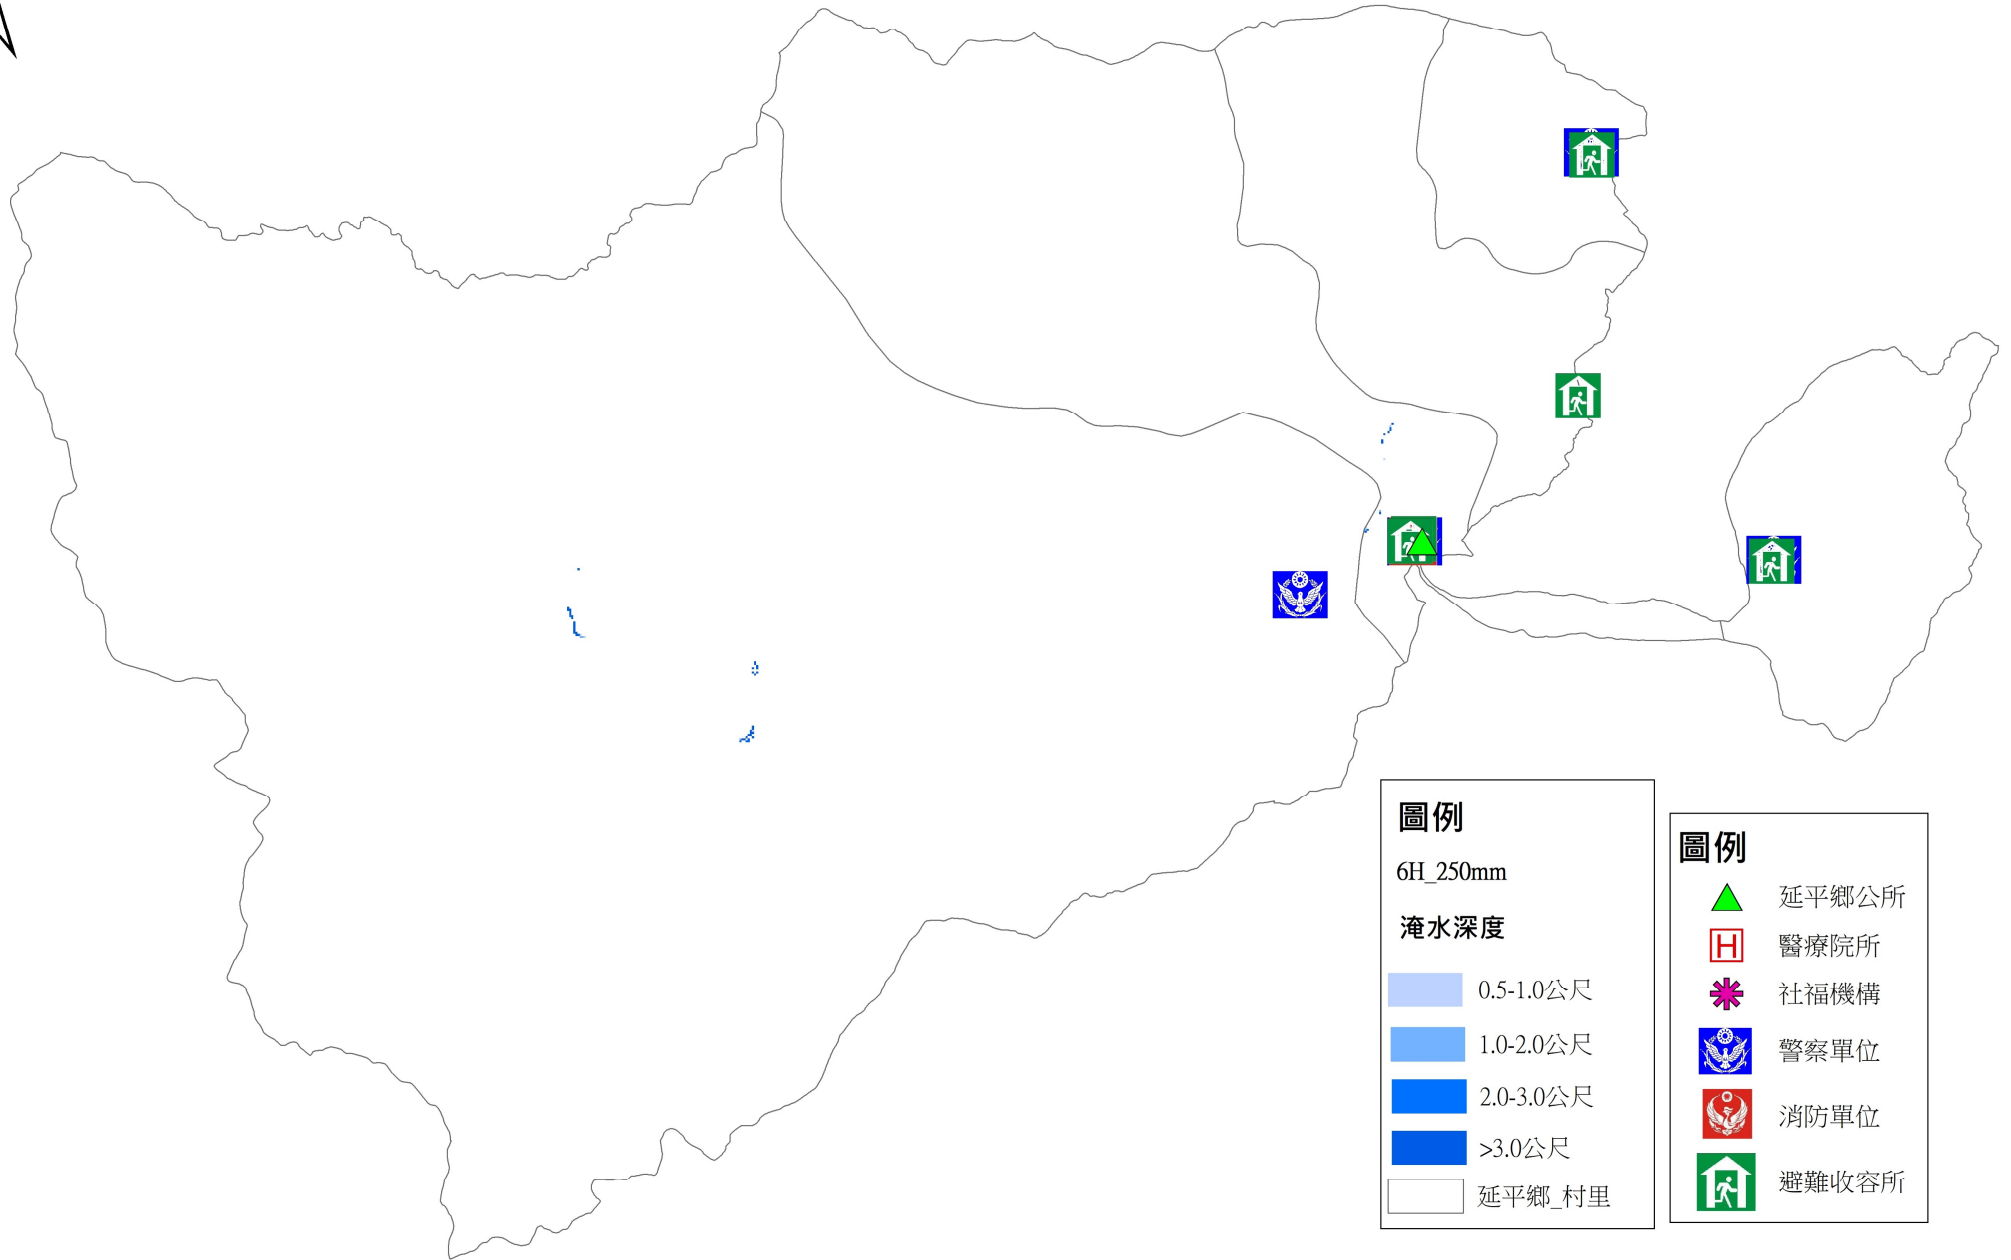 圖例
6H_250mm
淹水深度
0.5-1.0公尺
1.0-2.0公尺
2.0-3.0公尺
>3.0公尺
延平鄉_村里
圖例
延平鄉公所
H 醫療院所
社福機構
警察單位
消防單位
避難收容所